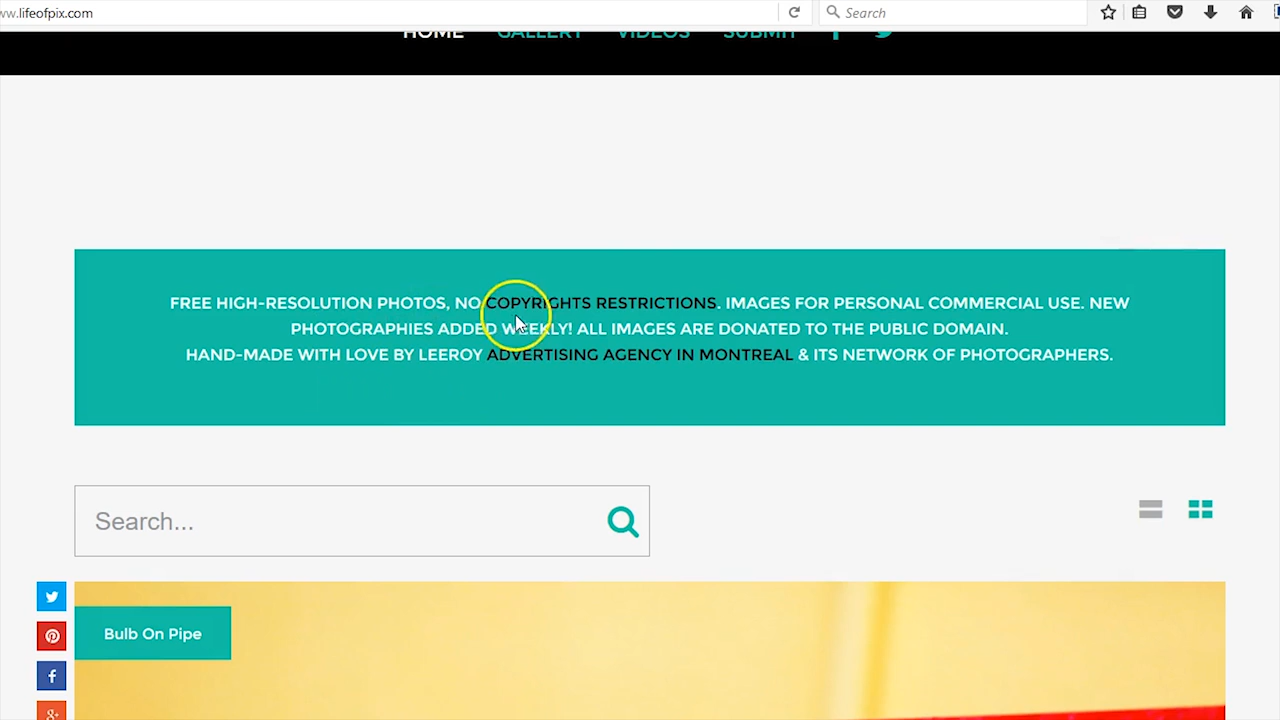 ww.lifeofpix.com
Search
HOME GALLERY VIDEOS SUBMIT
FREE HIGH-RESOLUTION PHOTOS, NO COPYRIGHTS RESTRICTIONS. IMAGES FOR PERSONAL COMMERCIAL USE. NEW
PHOTOGRAPHIES ADDED WEEKLY! ALL IMAGES ARE DONATED TO THE PUBLIC DOMAIN.
HAND-MADE WITH LOVE BY LEEROY ADVERTISING AGENCY IN MONTREAL & ITS NETWORK OF PHOTOGRAPHERS.
Search...
Bulb On Pipe